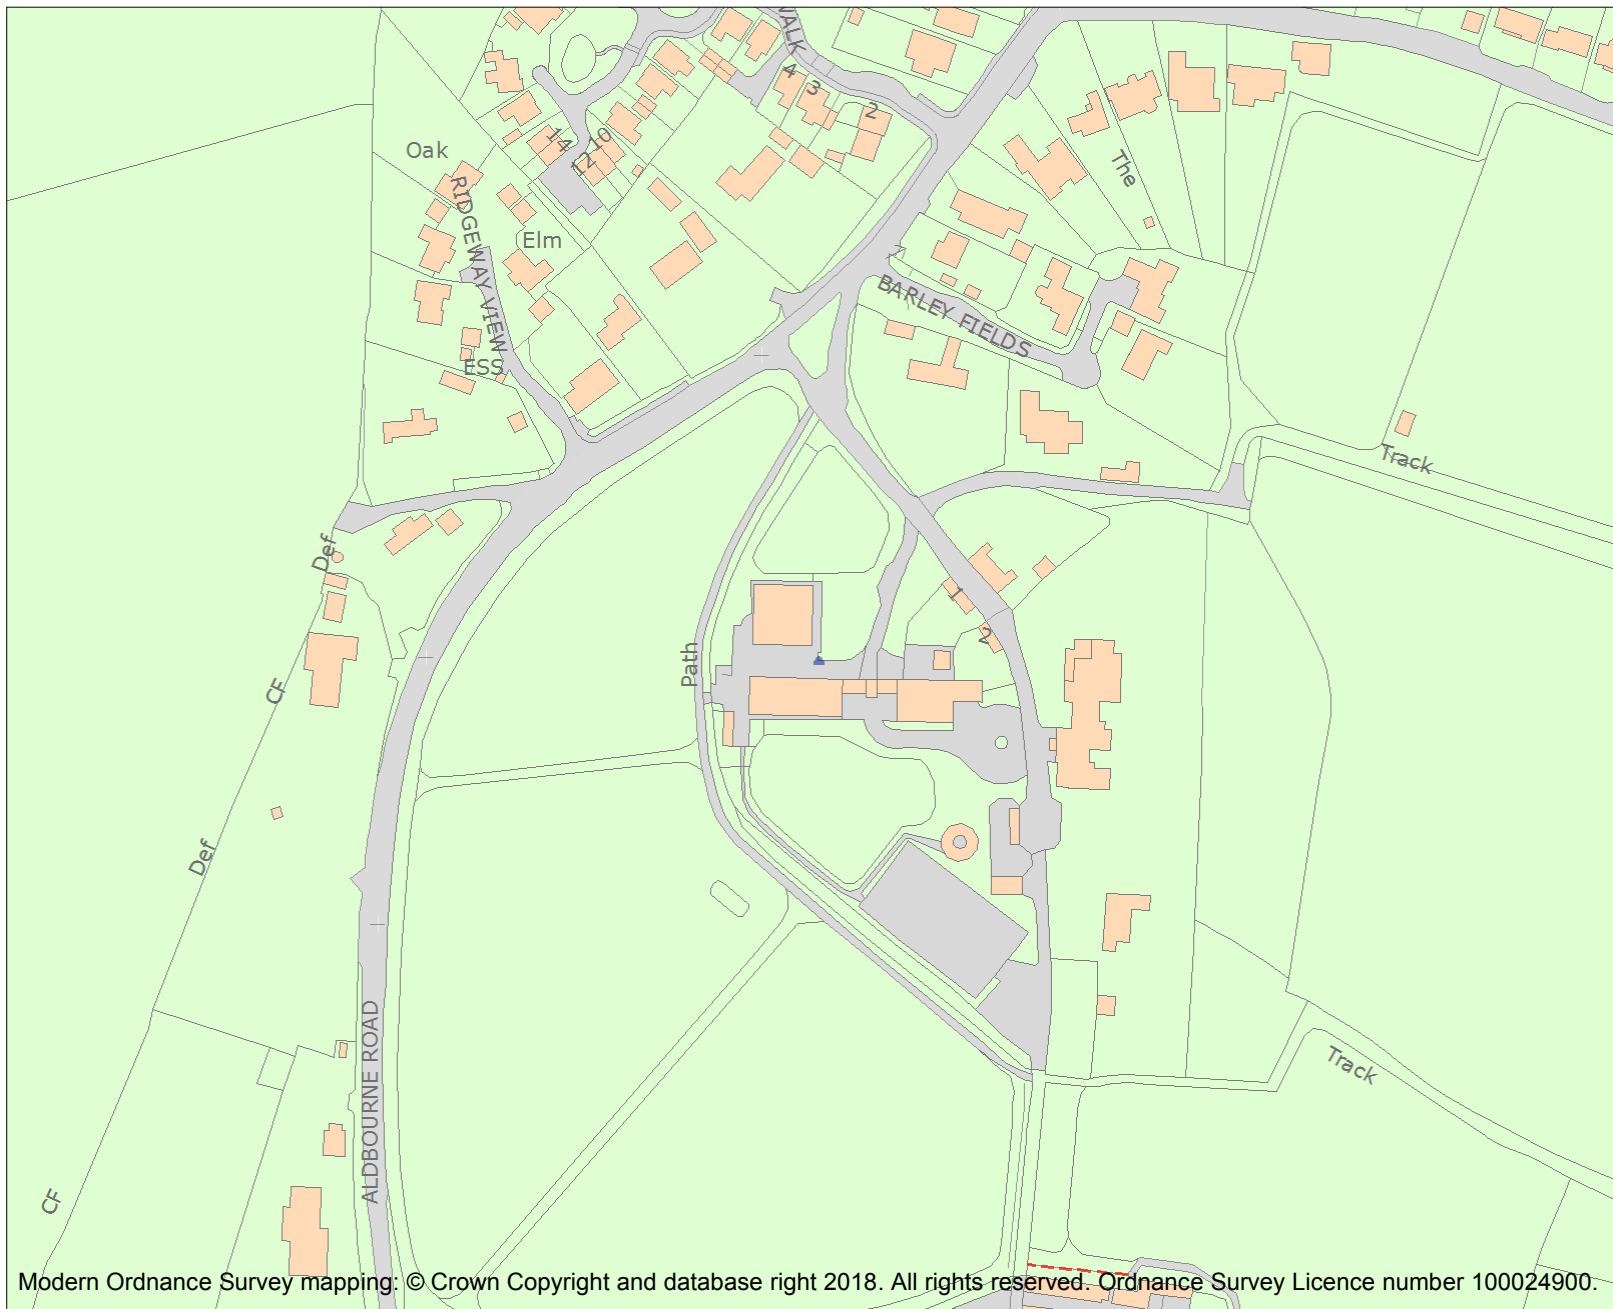 WALK
4
3
2
14
10
12
Oak
The
RIDGEWAY VIEW
Elm
7
BARLEY FIELDS
ESS
Track
Def
1
2
Path
CF
Def
ALDBOURNE ROAD
Track
CF
Modern Ordnance Survey mapping: © Crown Copyright and database right 2018. All rights reserved. Ordnance Survey Licence number 100024900.